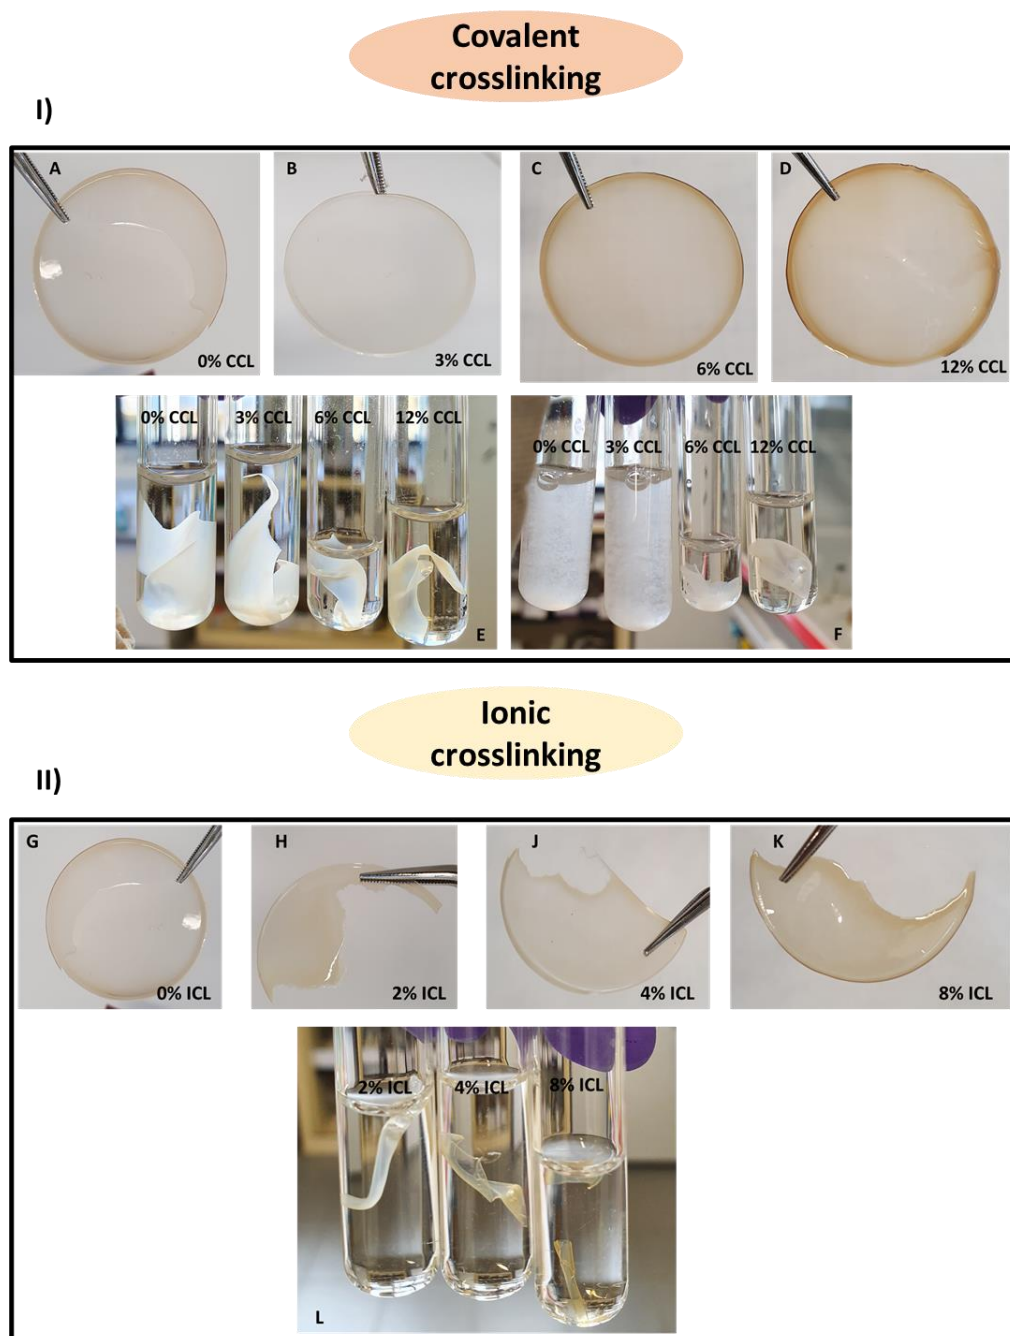 Covalent
crosslinking
I)
A
B
C
D
0% CCL
3% CCL
6% CCL
12% CCL
0% CCL
3% CCL
6% CCL
12% CCL
E
0% CCL
3% CCL
6% CCL
12% CCL
F
Ionic
crosslinking
II)
G
H
J
K
0% ICL
2% ICL
4% ICL
8% ICL
2% ICL
4% ICL
8% ICL
L